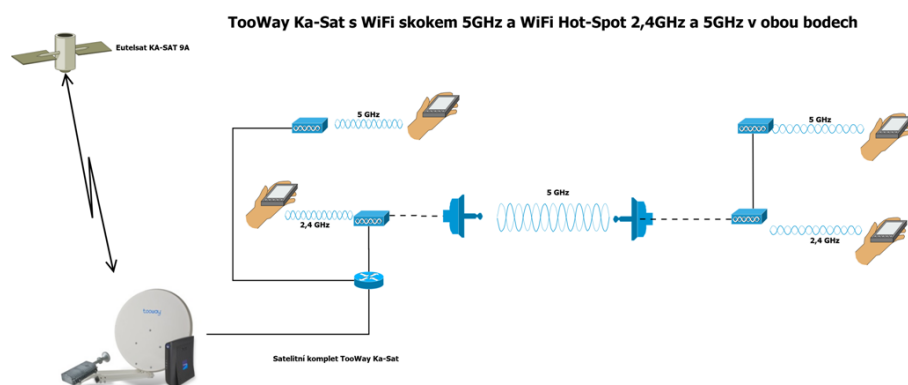 TooWay Ka-Sat s WiFi skokem 5GHz a WiFi Hot-Spot 2,4GHz a 5GHz v obou bodech
Eutelsat KA-SAT 9A
5 GHz
5 GHz
5 GHz
2,4 GHz
2,4 GHz
tooway
Satelitní komplet TooWay Ka-Sat